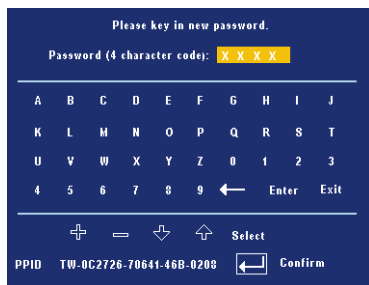 Please key in new password.
Password (4 character code): X X X X
A B C D E F G H I J
K L M N O P Q R S T
U V W X Y Z 0 1 2 3
4 5 6 7 8 9 ← Enter Exit
Select
PPID TW-0C2726-70641-46B-0208 Confirm